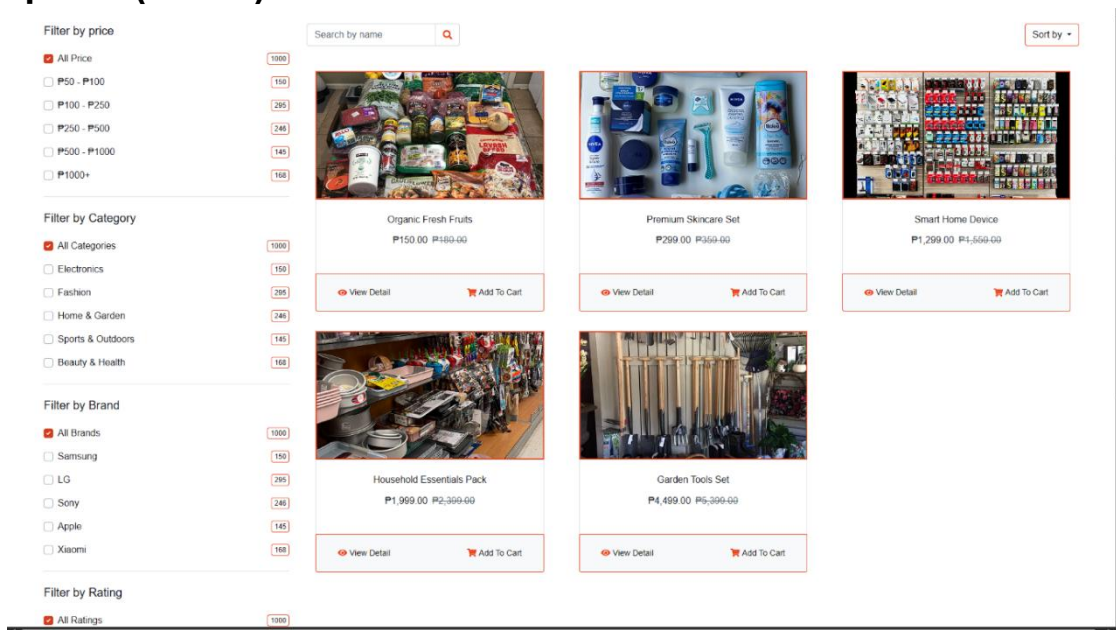 Filter by price
All Price 1000
₱50 - ₱100 150
₱100 - ₱250 295
₱250 - ₱500 246
₱500 - ₱1000 145
₱1000+ 168
Filter by Category
All Categories 1000
Electronics 150
Fashion 295
Home & Garden 246
Sports & Outdoors 145
Beauty & Health 168
Filter by Brand
All Brands 1000
Samsung 150
LG 295
Sony 246
Apple 145
Xiaomi 168
Filter by Rating
All Ratings 1000
Search by name
Sort by
NIVEA
Organic Fresh Fruits
₱150.00 ₱180.00
View Detail Add To Cart
Premium Skincare Set
₱299.00 ₱359.00
View Detail Add To Cart
Smart Home Device
₱1,299.00 ₱1,559.00
View Detail Add To Cart
Household Essentials Pack
₱1,999.00 ₱2,399.00
View Detail Add To Cart
Garden Tools Set
₱4,499.00 ₱5,399.00
View Detail Add To Cart